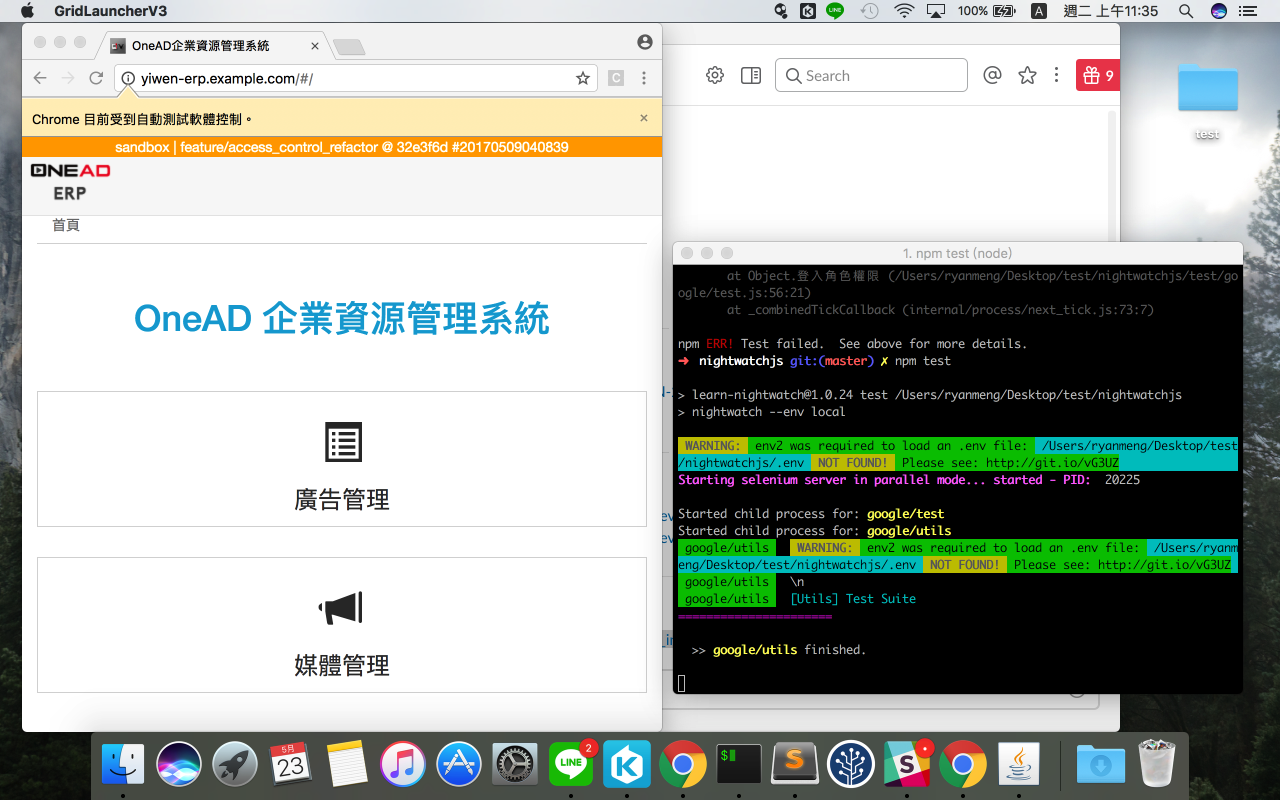 GridLauncherV3
100%
A
週二 上午11:35
OneAD企業資源管理系統
yiwen-erp.example.com/#/
C
Chrome 目前受到自動測試軟體控制。
sandbox | feature/access_control_refactor @ 32e3f6d #20170509040839
ONEAD
ERP
首頁
OneAD 企業資源管理系統
廣告管理
媒體管理
Search
9
test
1. npm test (node)
at Object.登入角色權限 (/Users/ryanmeng/Desktop/test/nightwatchjs/test/go
ogle/test.js:56:21)
at _combinedTickCallback (internal/process/next_tick.js:73:7)
npm ERR! Test failed.  See above for more details.
➜  nightwatchjs git:(master) ✗ npm test
> learn-nightwatch@1.0.24 test /Users/ryanmeng/Desktop/test/nightwatchjs
> nightwatch --env local
WARNING:  env2 was required to load an .env file:  /Users/ryanmeng/Desktop/test
/nightwatchjs/.env  NOT FOUND!  Please see: http://git.io/vG3UZ
Starting selenium server in parallel mode... started - PID:  20225
Started child process for: google/test
Started child process for: google/utils
google/utils   WARNING:  env2 was required to load an .env file:  /Users/ryanm
eng/Desktop/test/nightwatchjs/.env  NOT FOUND!  Please see: http://git.io/vG3UZ
google/utils  \n
google/utils  [Utils] Test Suite
======================
>> google/utils finished.
5月
23
LINE
2
$
S